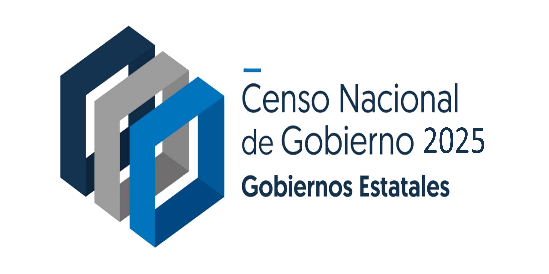 Censo Nacional
de Gobierno 2025
Gobiernos Estatales